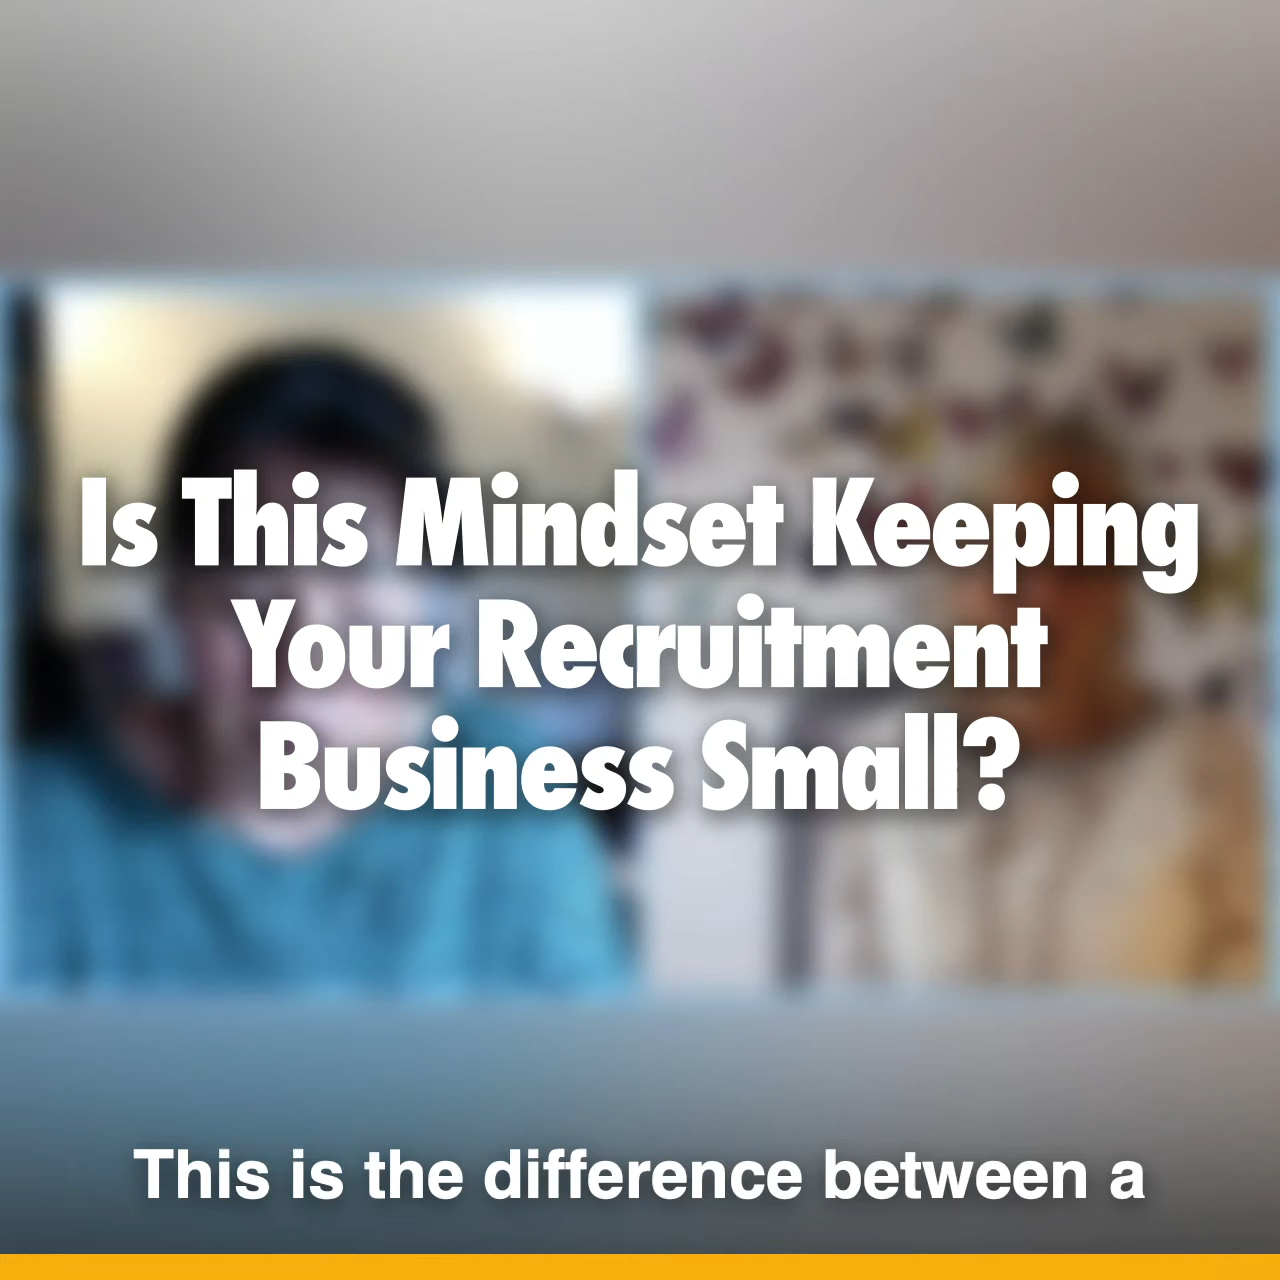 Is This Mindset Keeping
Your Recruitment
Business Small?
This is the difference between a